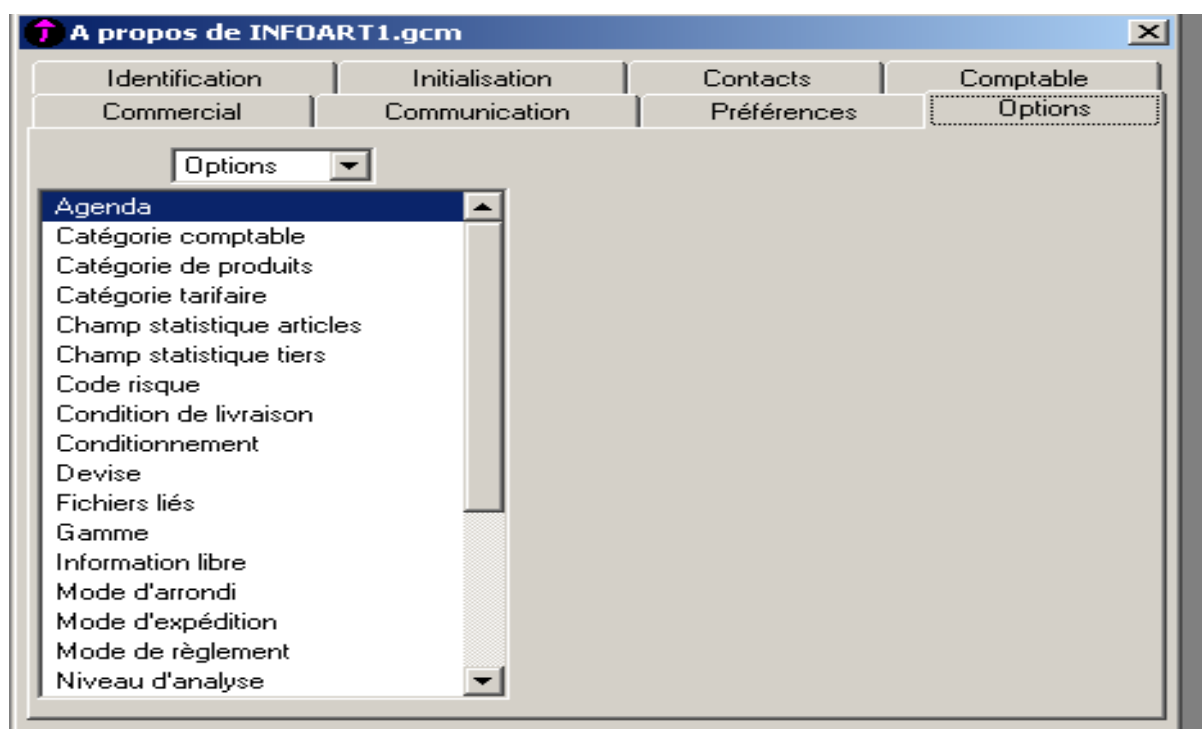 A propos de INFOART1.gcm
Identification Initialisation Contacts Comptable
Commercial Communication Préférences Options
Options
Agenda
Catégorie comptable
Catégorie de produits
Catégorie tarifaire
Champ statistique articles
Champ statistique tiers
Code risque
Condition de livraison
Conditionnement
Devise
Fichiers liés
Gamme
Information libre
Mode d'arrondi
Mode d'expédition
Mode de règlement
Niveau d'analyse